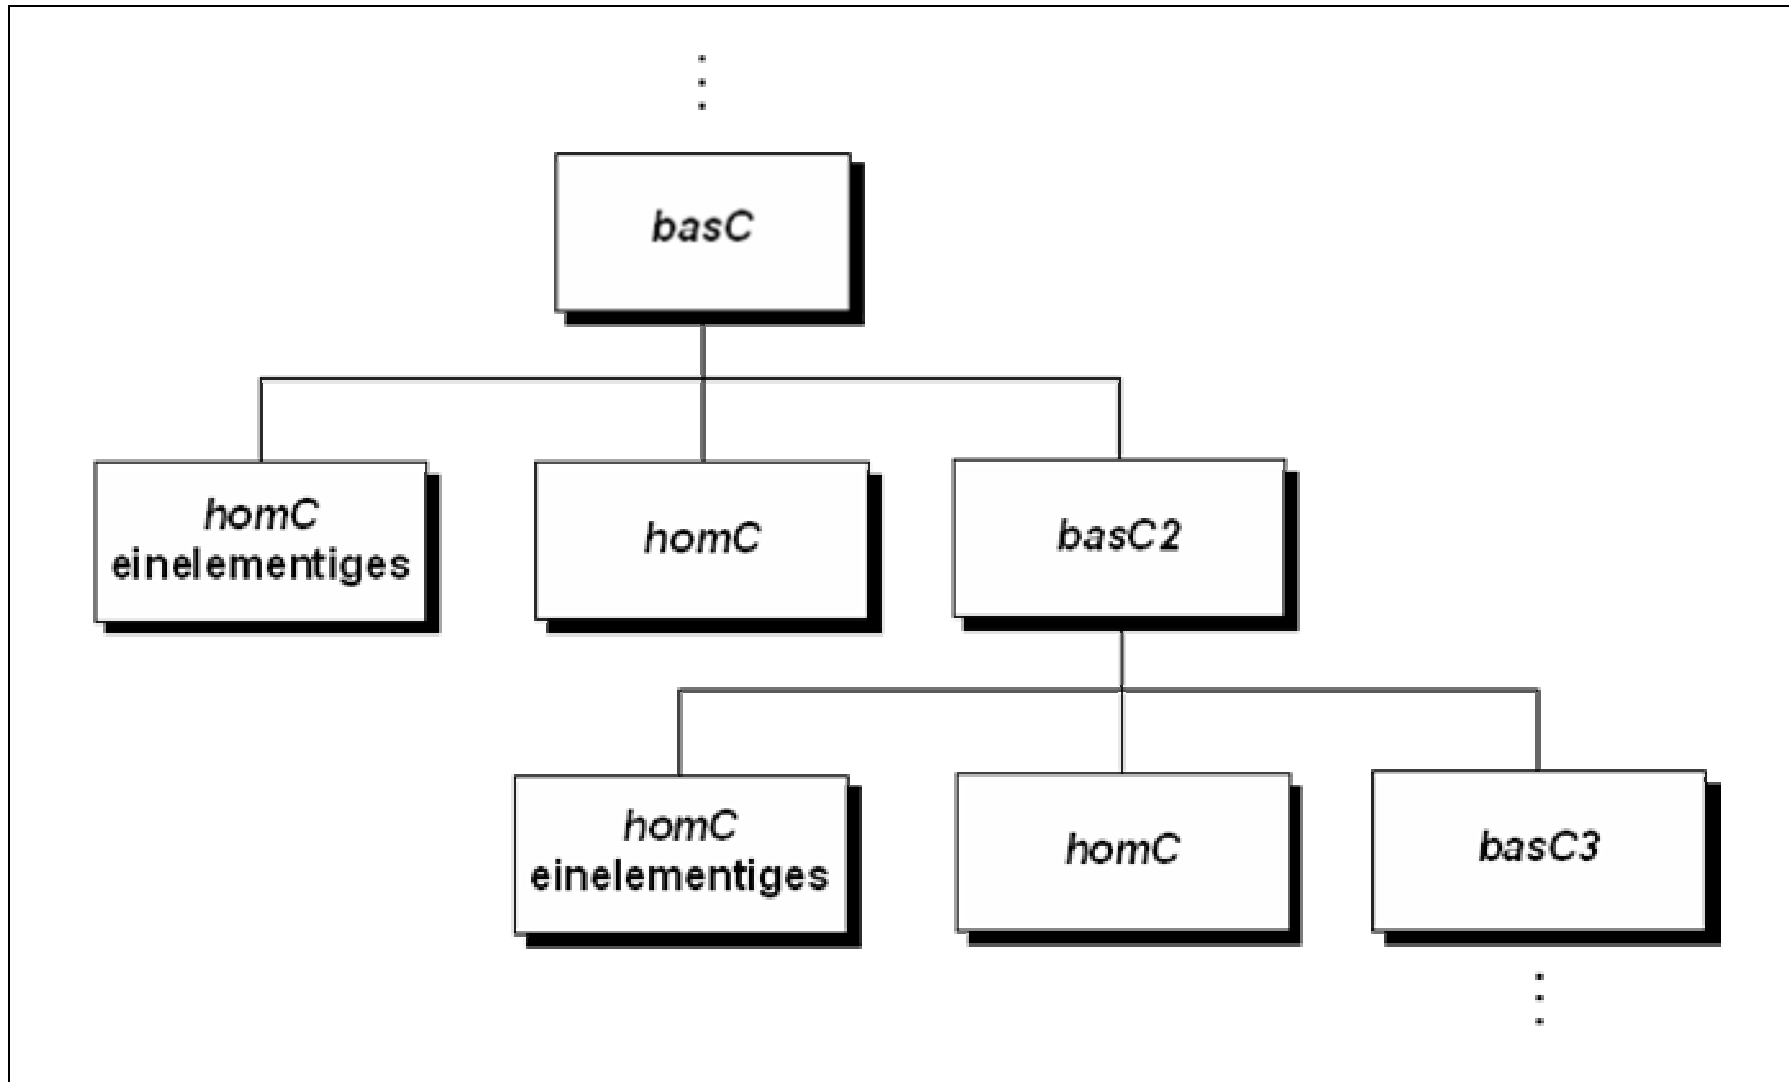 basC
homC
einelementiges
homC
basC2
homC
einelementiges
homC
basC3